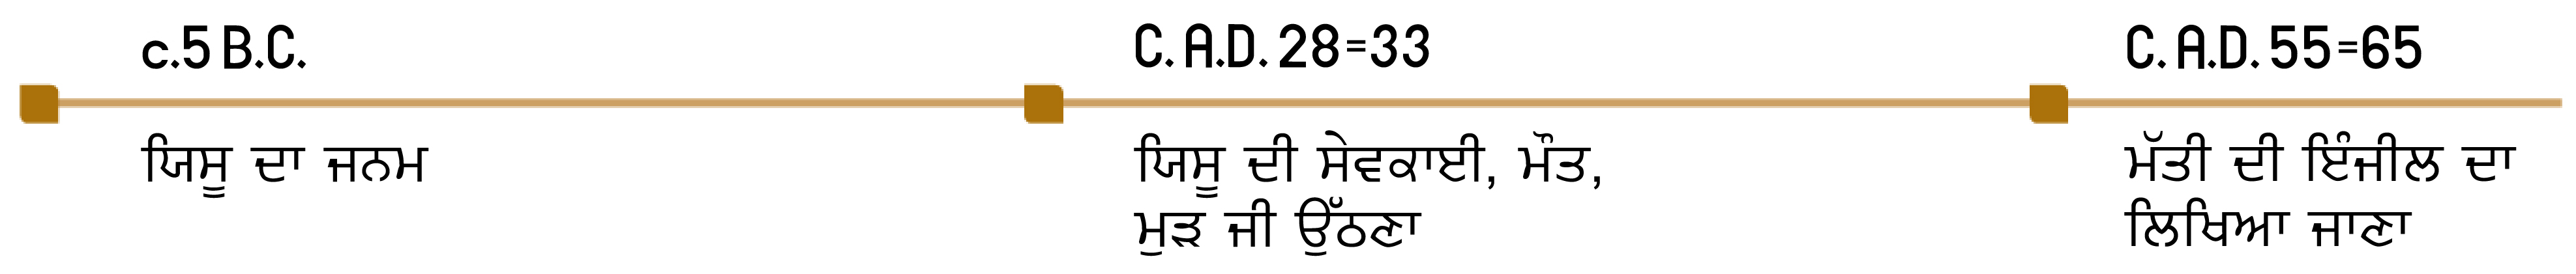 c.5 B.C.
C. A.D. 28=33
C. A.D. 55=65
ਯਿਸੂ ਦਾ ਜਨਮ
ਯਿਸੂ ਦੀ ਸੇਵਕਾਈ, ਮੌਤ,
ਮੁੜ ਜੀ ਉੱਠਣਾ
ਮੱਤੀ ਦੀ ਇੰਜੀਲ ਦਾ
ਲਿਖਿਆ ਜਾਣਾ